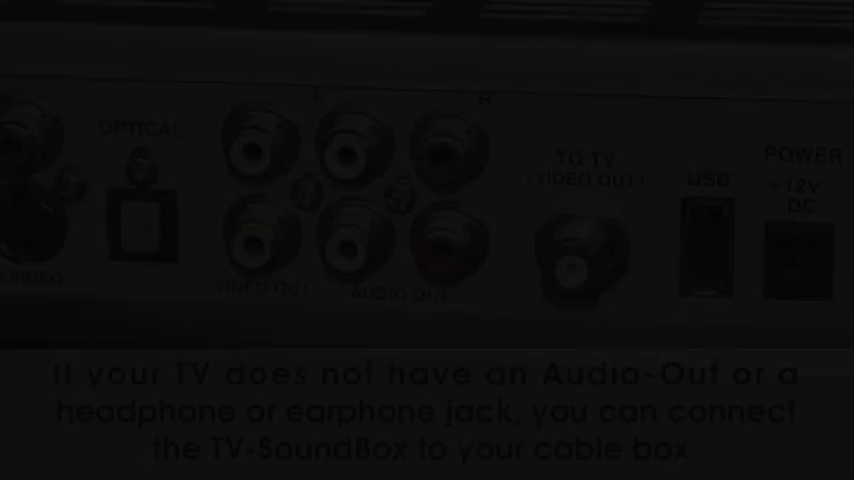 L R
OPTICAL
TO TV
(VIDEO OUT)
USB
POWER
+12V
DC
VIDEO
VIDEO OUT
AUDIO OUT
If your TV does not have an Audio-Out or a
headphone or earphone jack, you can connect
the TV-SoundBox to your cable box.